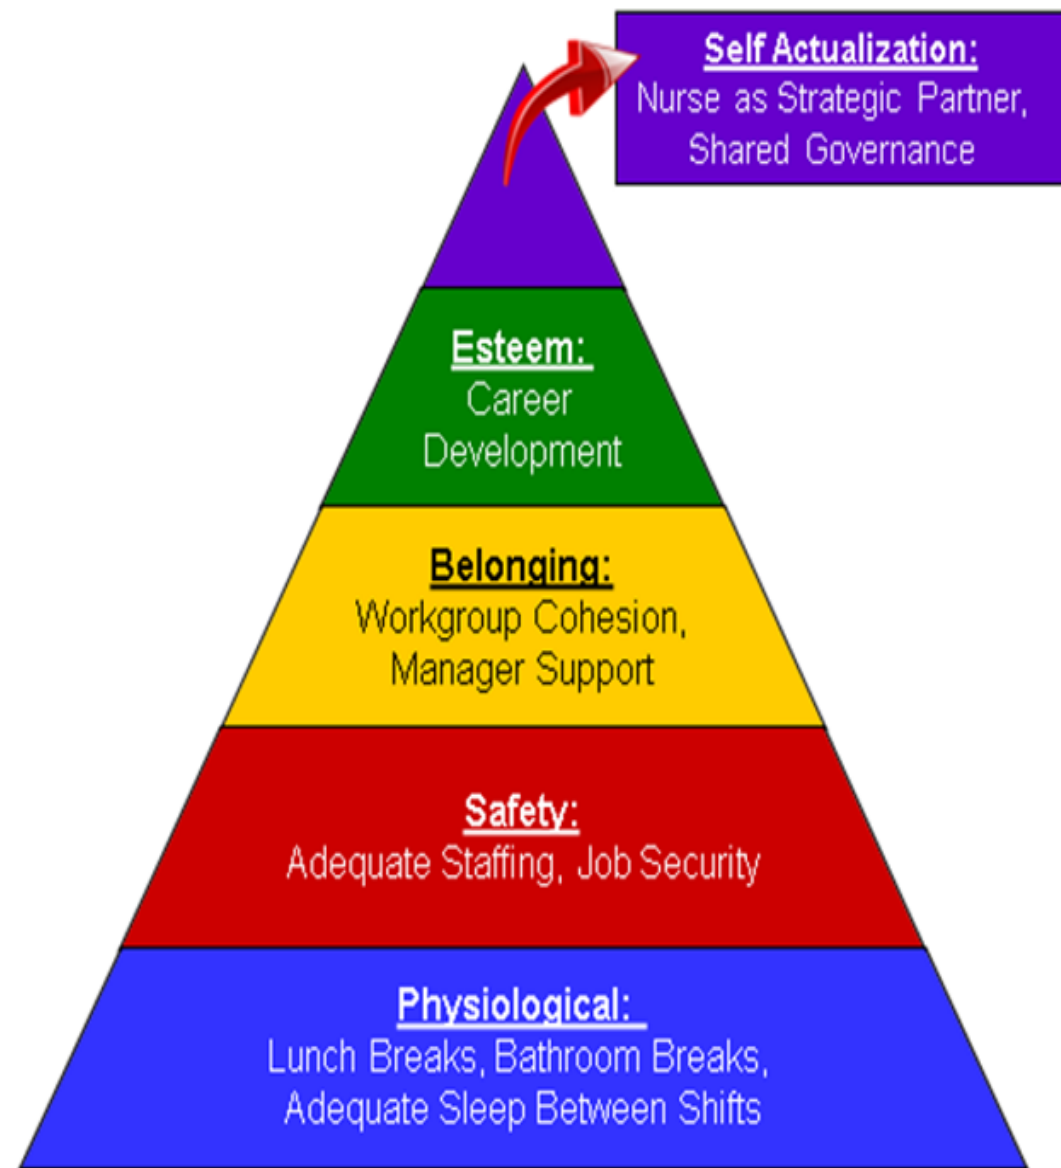 Self Actualization:
Nurse as Strategic Partner,
Shared Governance
Esteem:
Career
Development
Belonging:
Workgroup Cohesion,
Manager Support
Safety:
Adequate Staffing, Job Security
Physiological:
Lunch Breaks, Bathroom Breaks,
Adequate Sleep Between Shifts